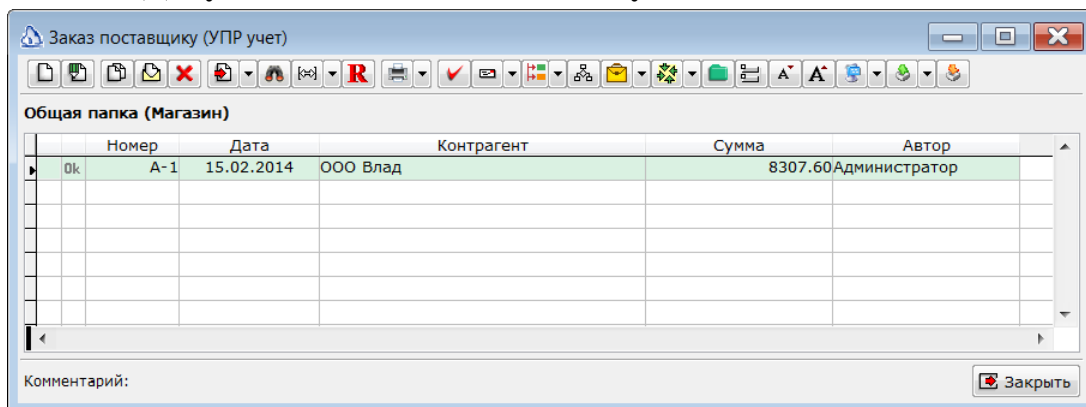 Заказ поставщику (УПР учет)
R A A
Общая папка (Магазин)
Номер Дата Контрагент Сумма Автор
Ok А-1 15.02.2014 ООО Влад 8307.60 Администратор
Комментарий: Закрыть